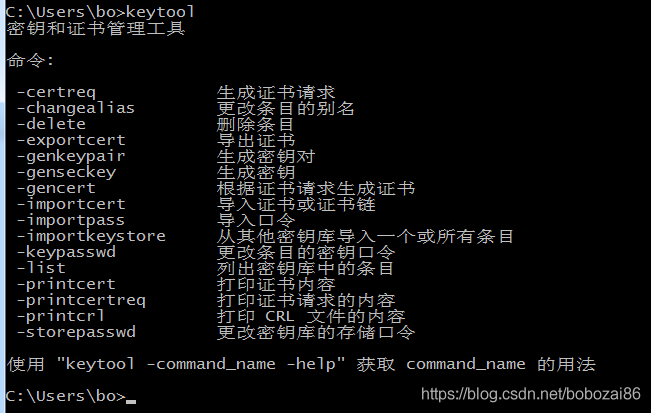 C:\Users\bo>keytool
密钥和证书管理工具
命令:
-certreq 生成证书请求
-changealias 更改条目的别名
-delete 删除条目
-exportcert 导出证书
-genkeypair 生成密钥对
-genseckey 生成密钥
-gencert 根据证书请求生成证书
-importcert 导入证书或证书链
-importpass 导入口令
-importkeystore 从其他密钥库导入一个或所有条目
-keypasswd 更改条目的密钥口令
-list 列出密钥库中的条目
-printcert 打印证书内容
-printcertreq 打印证书请求的内容
-printcrl 打印 CRL 文件的内容
-storepasswd 更改密钥库的存储口令
使用 "keytool -command_name -help" 获取 command_name 的用法
C:\Users\bo>_
https://blog.csdn.net/bobozai86